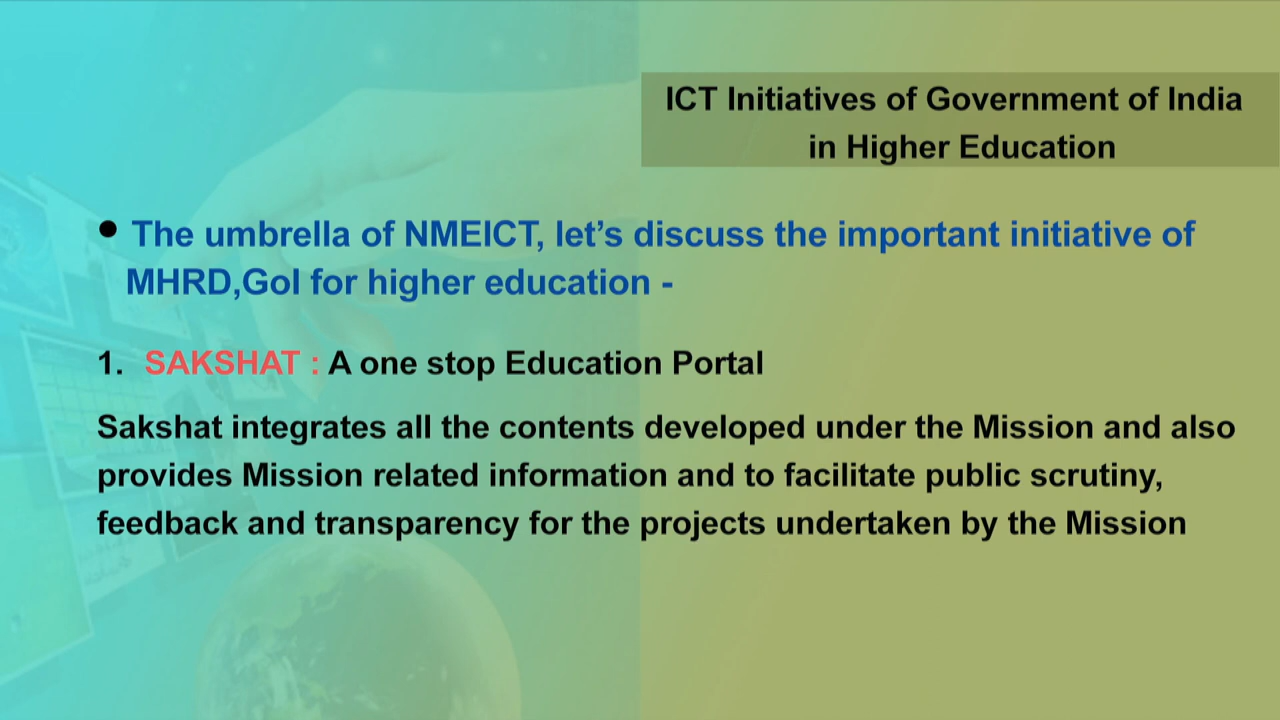 ICT Initiatives of Government of India
in Higher Education
• The umbrella of NMEICT, let’s discuss the important initiative of
MHRD,GoI for higher education -
1. SAKSHAT : A one stop Education Portal
Sakshat integrates all the contents developed under the Mission and also
provides Mission related information and to facilitate public scrutiny,
feedback and transparency for the projects undertaken by the Mission